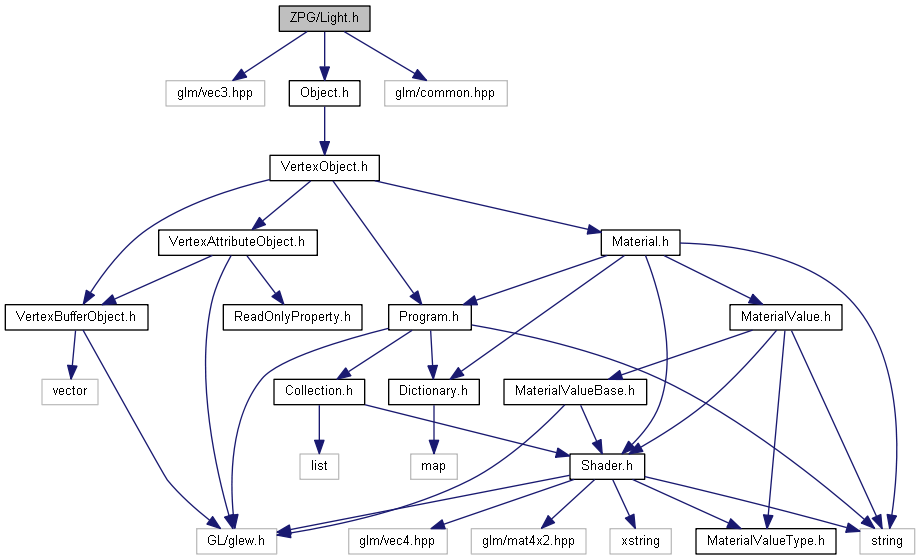 ZPG/Light.h
glm/vec3.hpp
Object.h
glm/common.hpp
VertexObject.h
VertexAttributeObject.h
Material.h
VertexBufferObject.h
ReadOnlyProperty.h
Program.h
MaterialValue.h
vector
Collection.h
Dictionary.h
MaterialValueBase.h
list
map
Shader.h
GL/glew.h
glm/vec4.hpp
glm/mat4x2.hpp
xstring
MaterialValueType.h
string